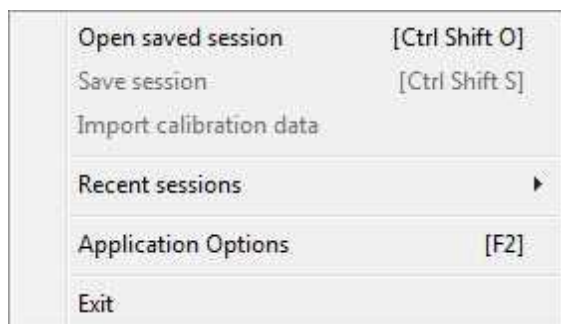 Open saved session [Ctrl Shift O]
Save session [Ctrl Shift S]
Import calibration data
Recent sessions
Application Options [F2]
Exit